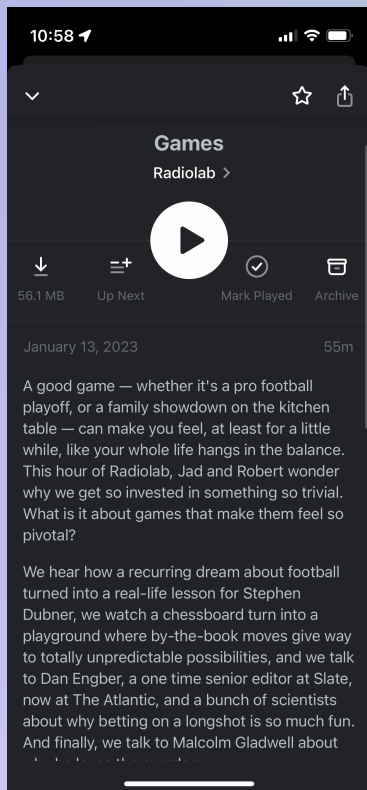 10:58
Games
Radiolab
56.1 MB
Up Next
Mark Played
Archive
January 13, 2023
55m
A good game — whether it's a pro football
playoff, or a family showdown on the kitchen
table — can make you feel, at least for a little
while, like your whole life hangs in the balance.
This hour of Radiolab, Jad and Robert wonder
why we get so invested in something so trivial.
What is it about games that make them feel so
pivotal?
We hear how a recurring dream about football
turned into a real-life lesson for Stephen
Dubner, we watch a chessboard turn into a
playground where by-the-book moves give way
to totally unpredictable possibilities, and we talk
to Dan Engber, a one time senior editor at Slate,
now at The Atlantic, and a bunch of scientists
about why betting on a longshot is so much fun.
And finally, we talk to Malcolm Gladwell about